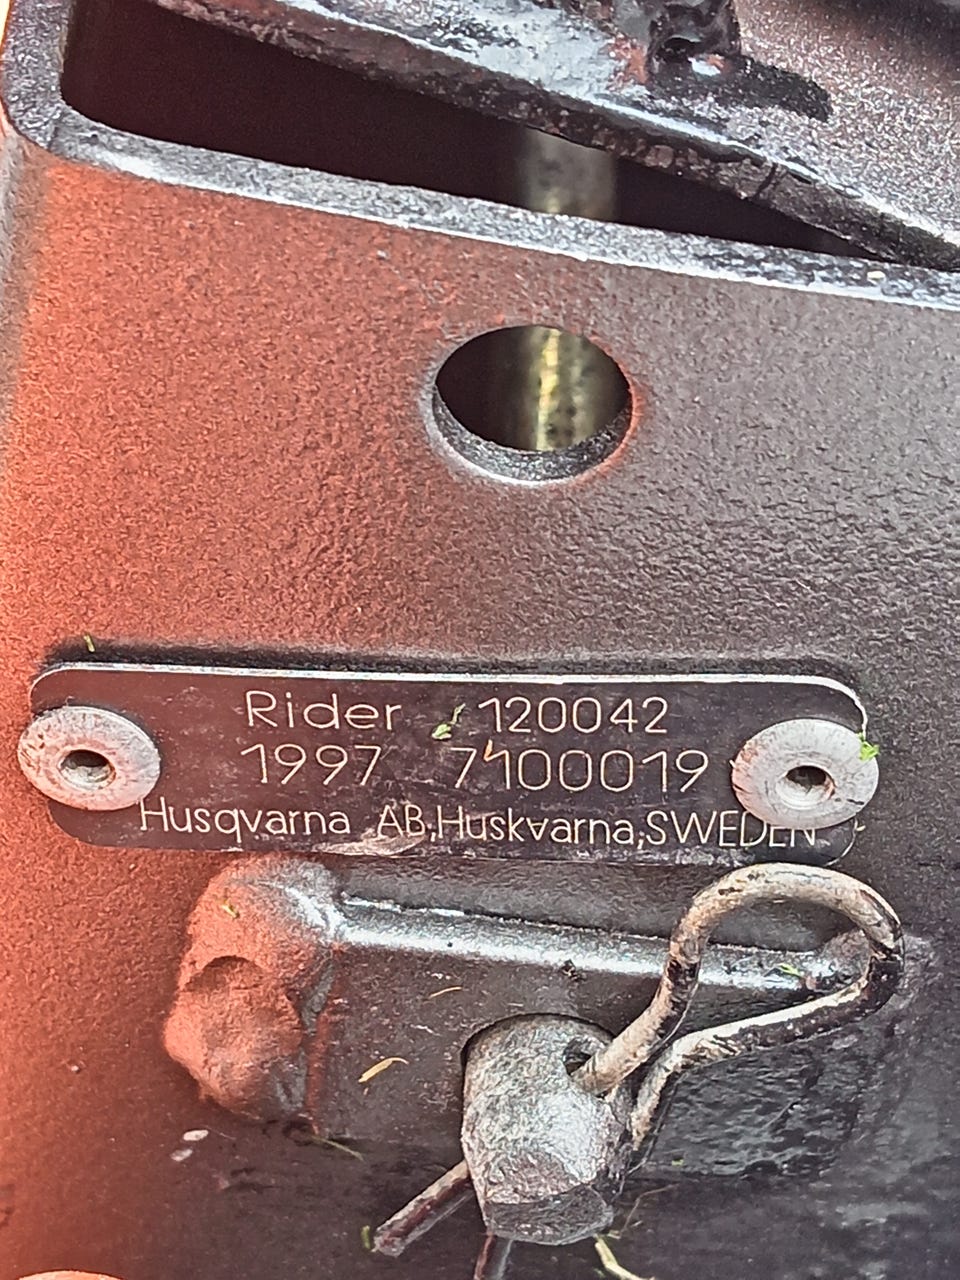 Rider 120042
1997 7100019
Husqvarna AB,Huskvarna,SWEDEN